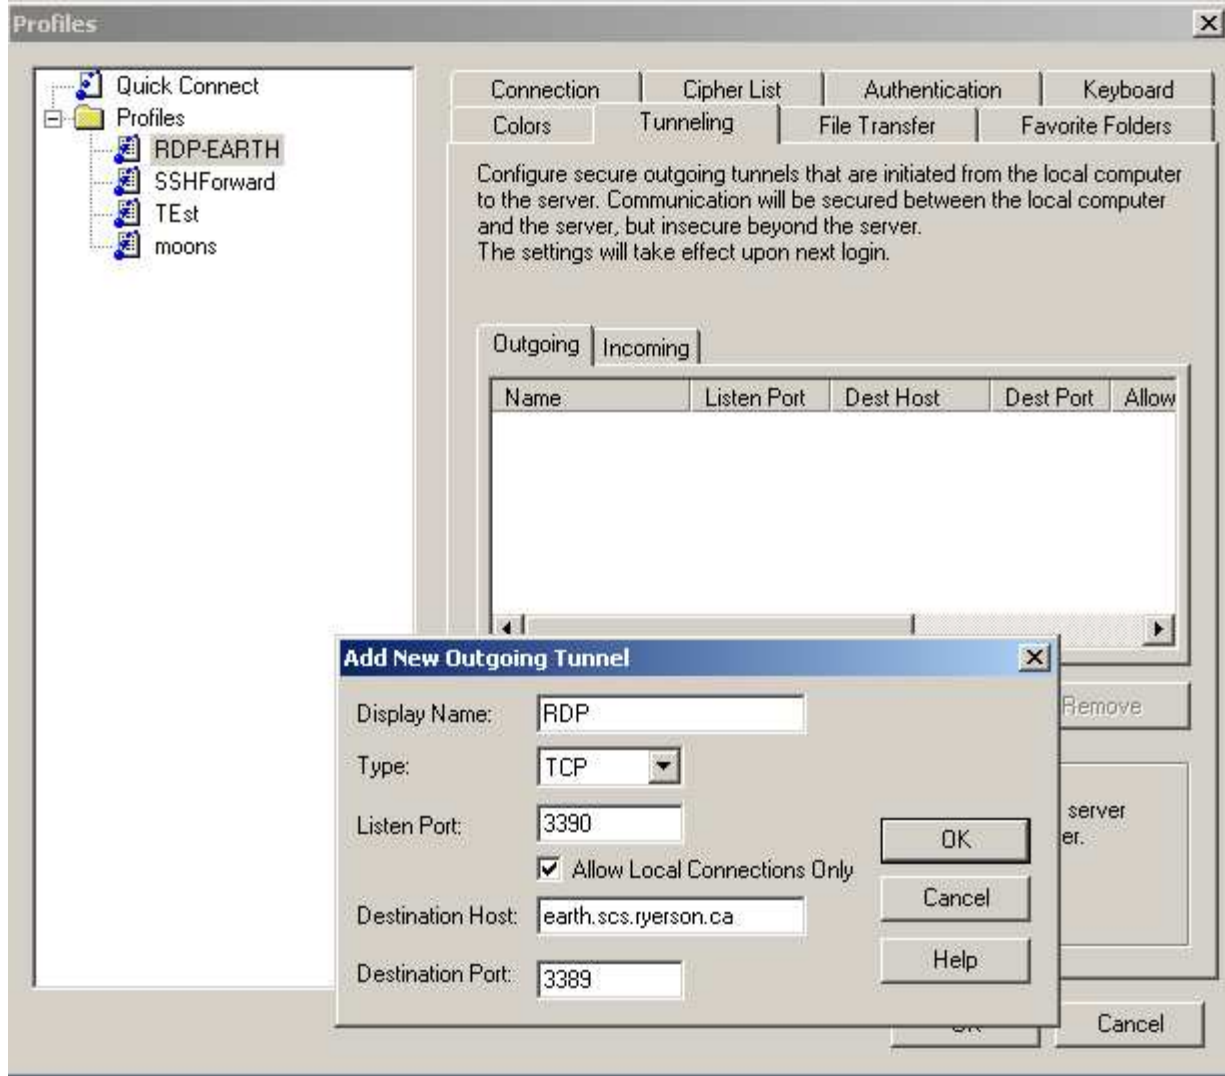 Profiles
Quick Connect
Profiles
RDP-EARTH
SSHForward
TEst
moons
Connection
Cipher List
Authentication
Keyboard
Colors
Tunneling
File Transfer
Favorite Folders
Configure secure outgoing tunnels that are initiated from the local computer
to the server. Communication will be secured between the local computer
and the server, but insecure beyond the server.
The settings will take effect upon next login.
Outgoing
Incoming
Name
Listen Port
Dest Host
Dest Port
Allow
Add New Outgoing Tunnel
Display Name:
RDP
Remove
Type:
TCP
Listen Port:
3390
server
er.
OK
Allow Local Connections Only
Cancel
Destination Host:
earth.scs.ryerson.ca
Help
Destination Port:
3389
Cancel